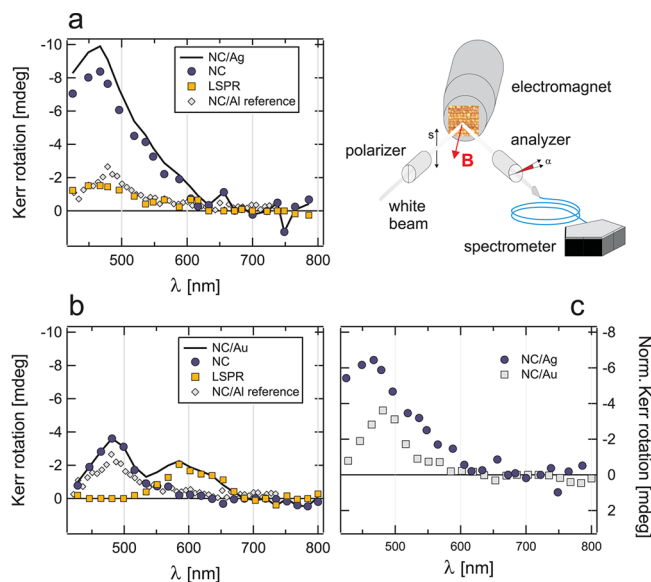 a
-10
-8
-6
-4
-2
0
Kerr rotation [mdeg]
NC/Ag
NC
LSPR
NC/Al reference
500
600
700
800
λ [nm]
electromagnet
s
polarizer
B
analyzer
α
white
beam
spectrometer
b
-10
-8
-6
-4
-2
0
Kerr rotation [mdeg]
NC/Au
NC
LSPR
NC/Al reference
500
600
700
800
λ [nm]
c
NC/Ag
NC/Au
-8
-6
-4
-2
0
2
Norm. Kerr rotation [mdeg]
500
600
700
800
λ [nm]